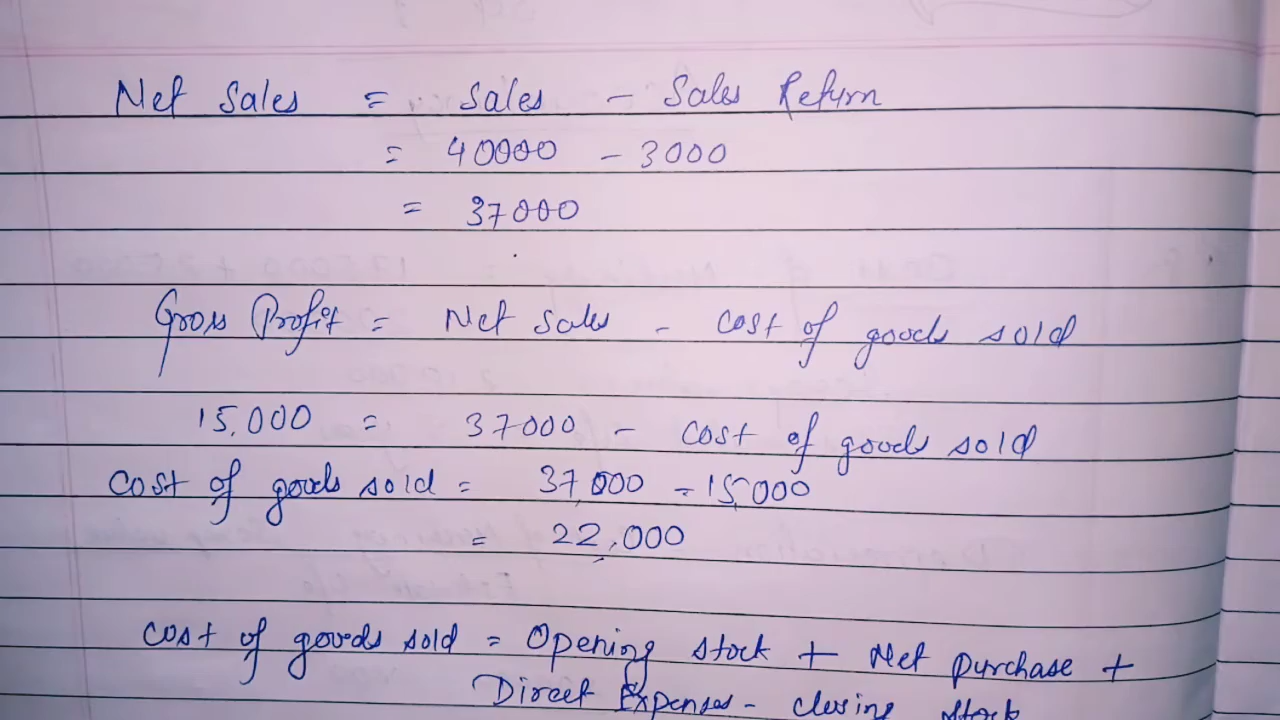 Net Sales = Sales - Sales Return
= 40000 - 3000
= 37000
Gross Profit = Net Sales - cost of goods sold
15,000 = 37000 - cost of goods sold
cost of goods sold = 37,000 - 15,000
= 22,000
cost of goods sold = Opening stock + Net purchase +
Direct Expenses - closing stock